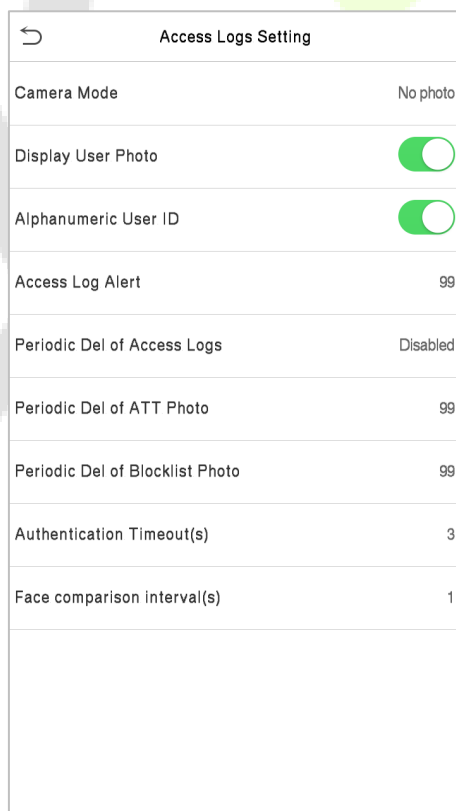 Access Logs Setting
Camera Mode No photo
Display User Photo
Alphanumeric User ID
Access Log Alert 99
Periodic Del of Access Logs Disabled
Periodic Del of ATT Photo 99
Periodic Del of Blocklist Photo 99
Authentication Timeout(s) 3
Face comparison interval(s) 1